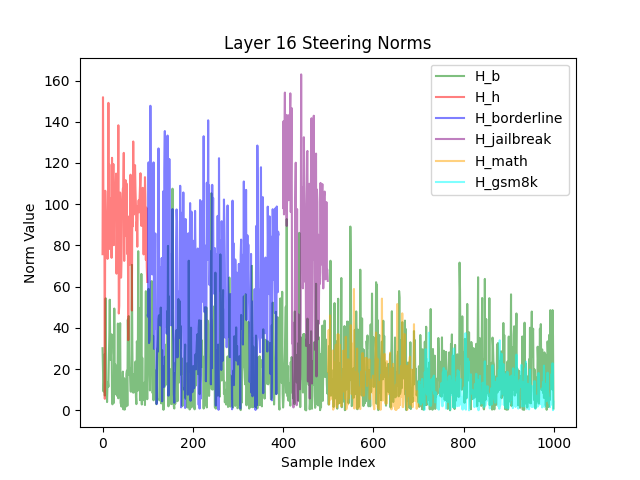 Layer 16 Steering Norms
H_b
H_h
H_borderline
H_jailbreak
H_math
H_gsm8k
Norm Value
160
140
120
100
80
60
40
20
0
0 200 400 600 800 1000
Sample Index